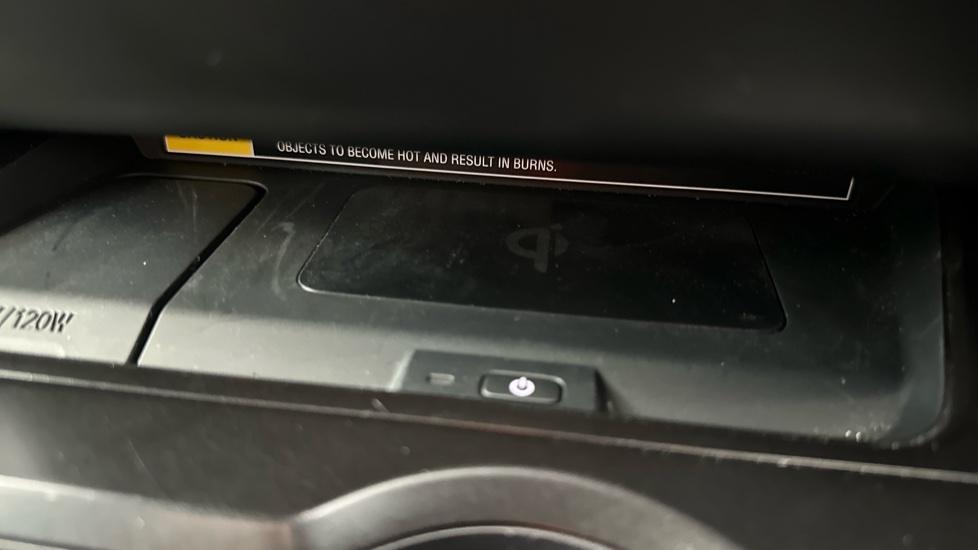 OBJECTS TO BECOME HOT AND RESULT IN BURNS.
/120W